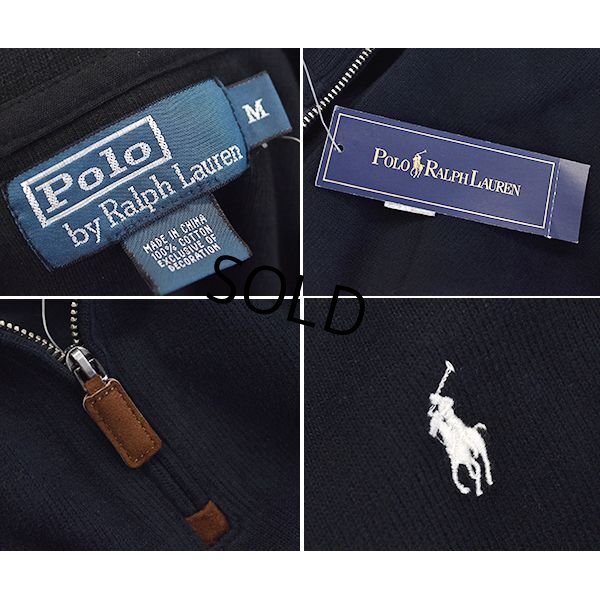 Polo
by Ralph Lauren
M
MADE IN CHINA
100% COTTON
EXCLUSIVE OF
DECORATION
POLO RALPH LAUREN
SOLD